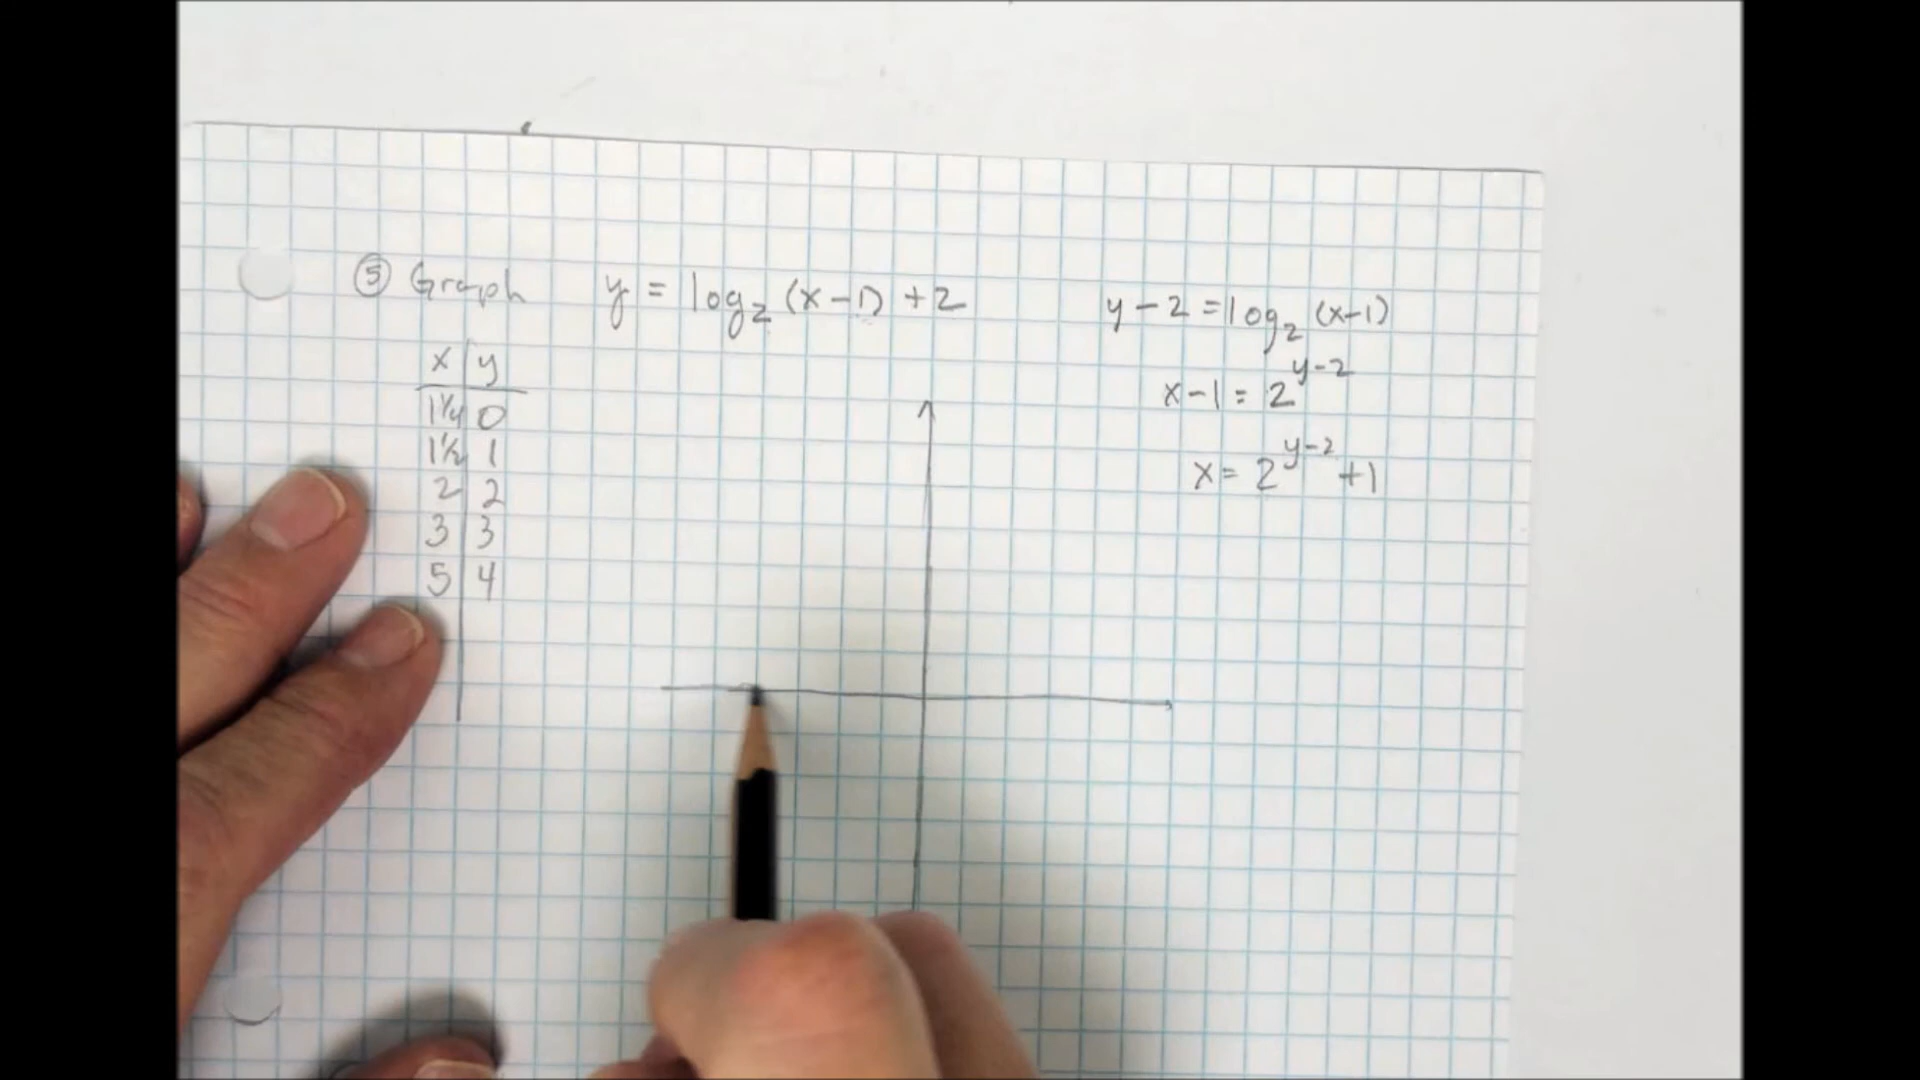 ⑤ Graph y = log₂ (x-1) +2
y-2 = log₂ (x-1)
x-1 = 2^(y-2)
x = 2^(y-2) +1
x y
1¼ 0
1½ 1
2 2
3 3
5 4